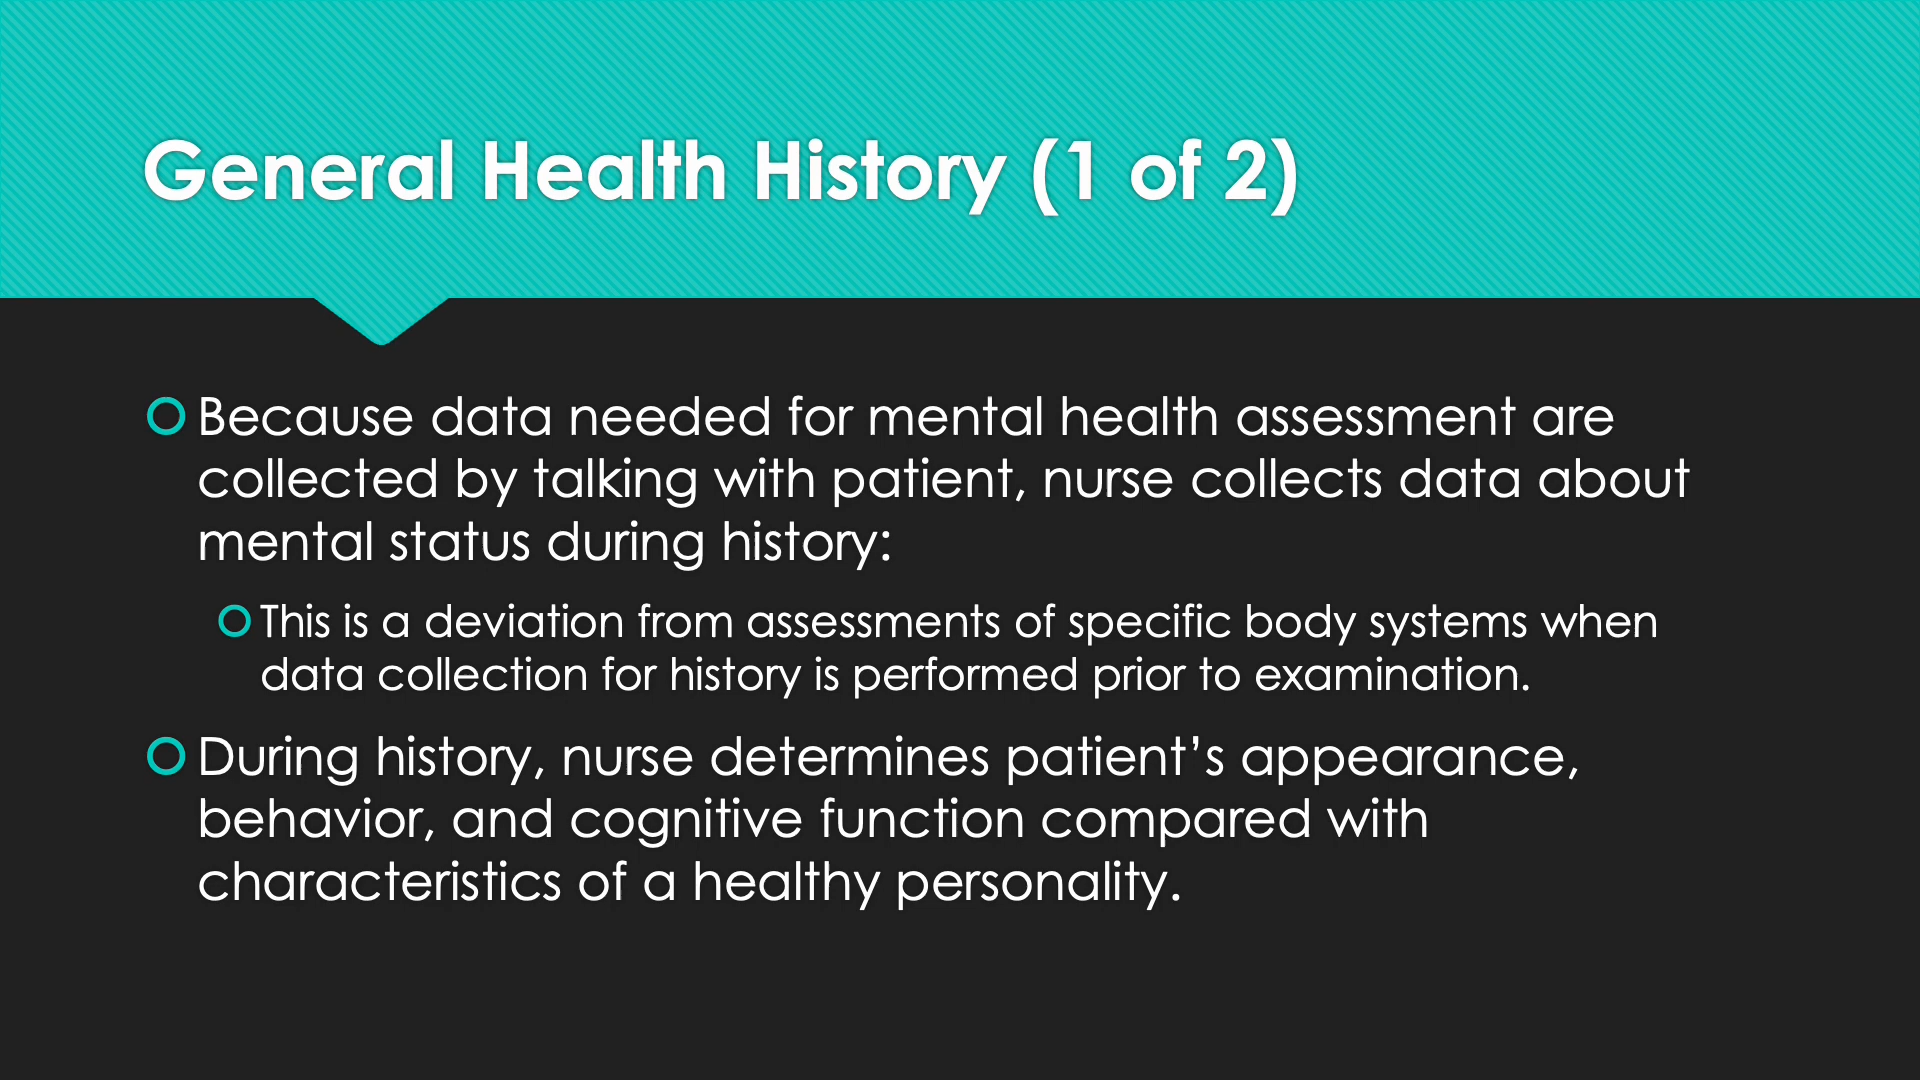 General Health History (1 of 2)
Because data needed for mental health assessment are
collected by talking with patient, nurse collects data about
mental status during history:
This is a deviation from assessments of specific body systems when
data collection for history is performed prior to examination.
During history, nurse determines patient’s appearance,
behavior, and cognitive function compared with
characteristics of a healthy personality.